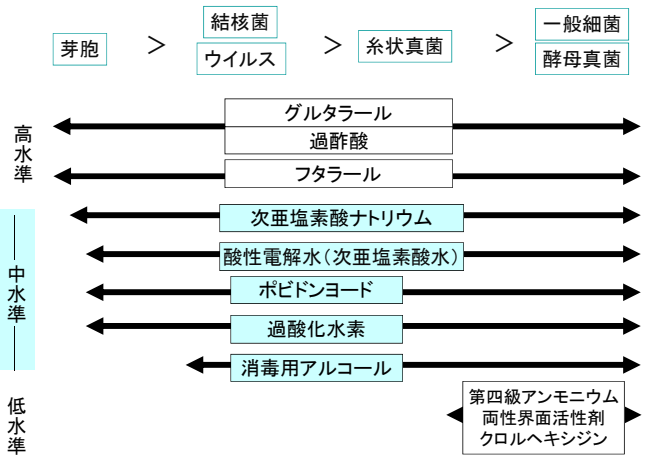 芽胞 ＞ 結核菌 ウイルス ＞ 糸状真菌 ＞ 一般細菌 酵母真菌
高水準
グルタラール
過酢酸
フタラール
中水準
次亜塩素酸ナトリウム
酸性電解水（次亜塩素酸水）
ポビドンヨード
過酸化水素
消毒用アルコール
低水準
第四級アンモニウム
両性界面活性剤
クロルヘキシジン